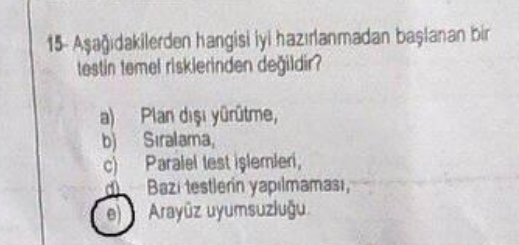 15- Aşağıdakilerden hangisi iyi hazırlanmadan başlanan bir
testin temel risklerinden değildir?
a) Plan dışı yürütme,
b) Sıralama,
c) Paralel test işlemleri,
d) Bazı testlerin yapılmaması,
e) Arayüz uyumsuzluğu.